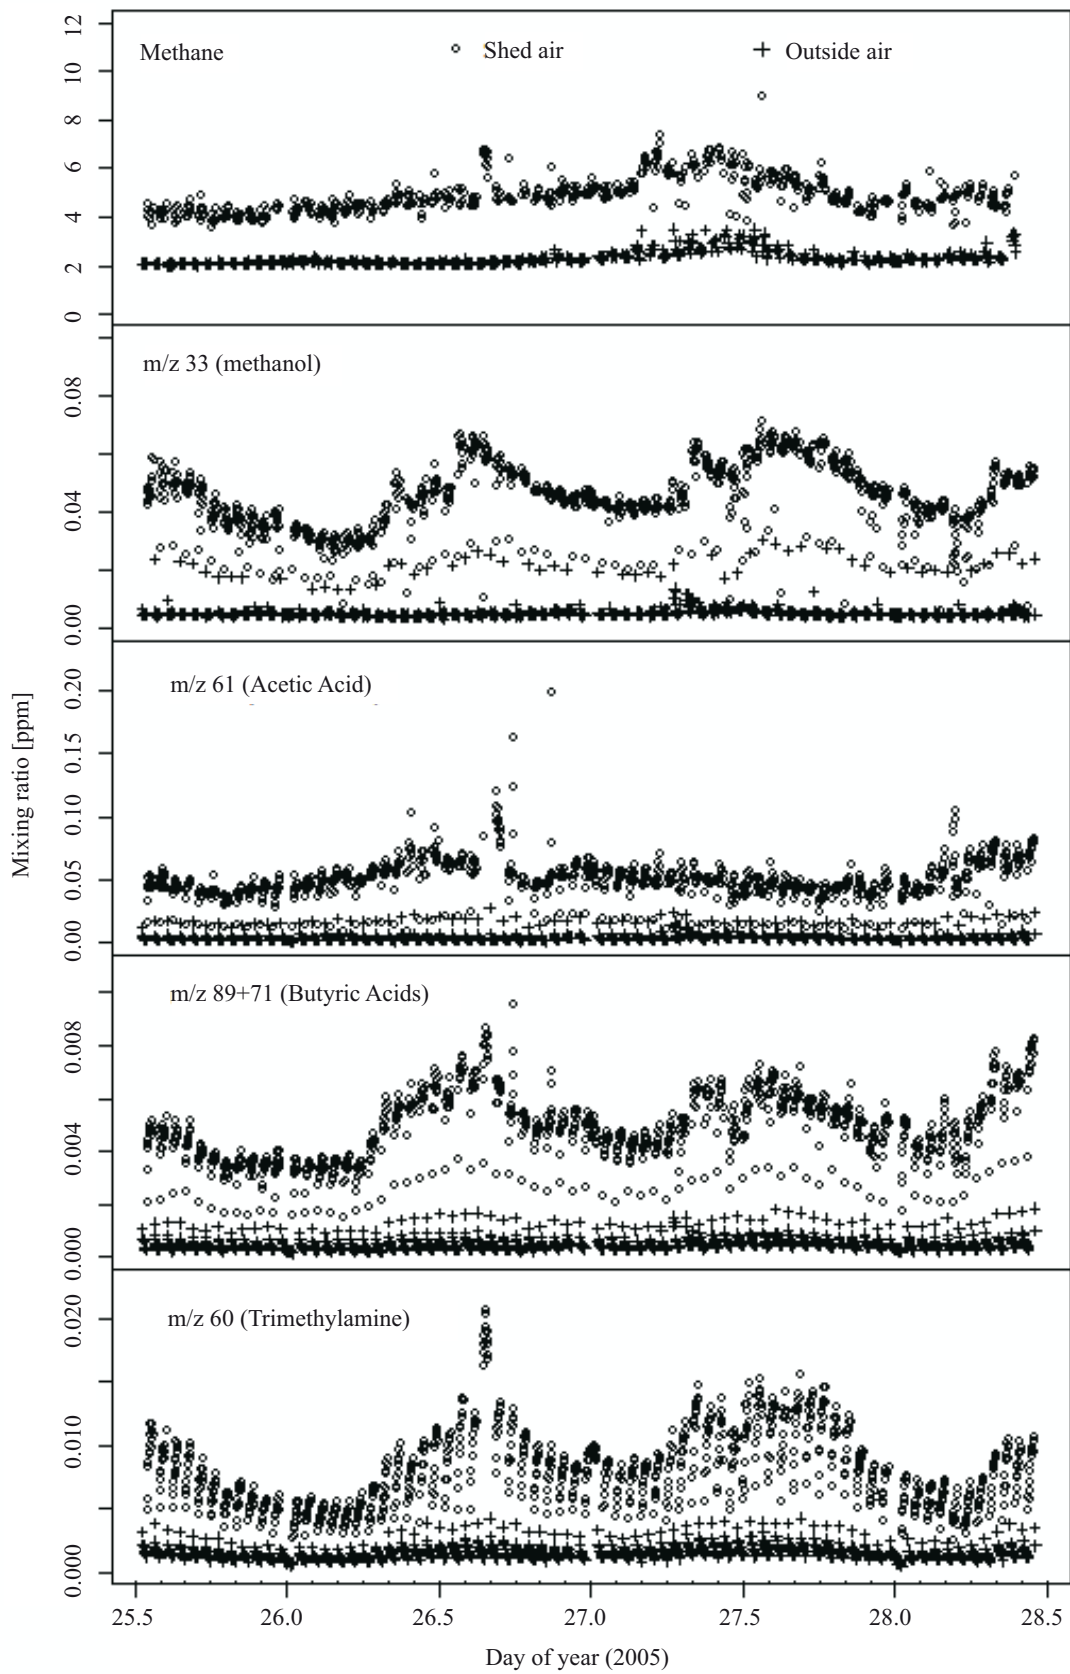 12
Methane
Shed air
Outside air
10
8
6
4
2
0
m/z 33 (methanol)
0.08
0.04
0.00
Mixing ratio [ppm]
m/z 61 (Acetic Acid)
0.20
0.15
0.10
0.05
0.00
m/z 89+71 (Butyric Acids)
0.008
0.004
0.000
m/z 60 (Trimethylamine)
0.020
0.010
0.000
25.5 26.0 26.5 27.0 27.5 28.0 28.5
Day of year (2005)